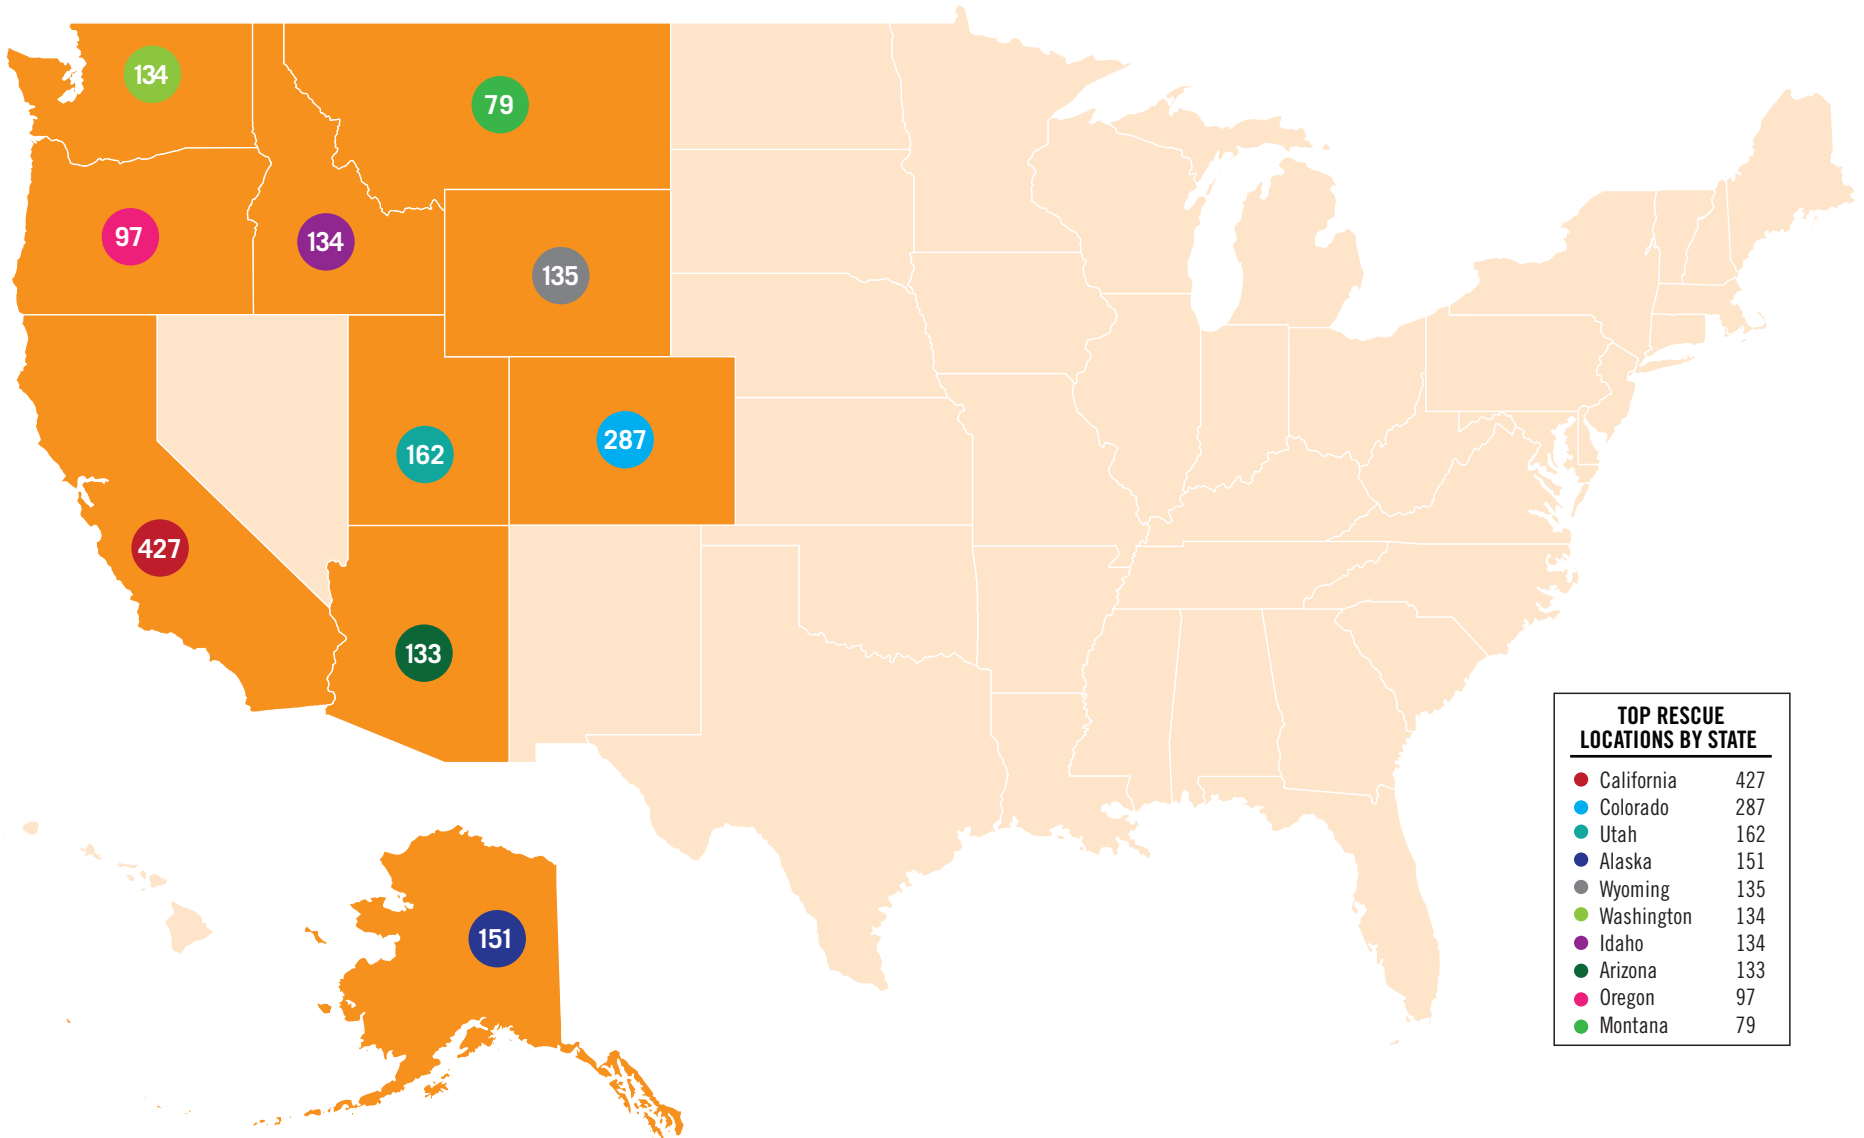 134
79
97
134
135
162
287
427
133
151
TOP RESCUE
LOCATIONS BY STATE
California 427
Colorado 287
Utah 162
Alaska 151
Wyoming 135
Washington 134
Idaho 134
Arizona 133
Oregon 97
Montana 79